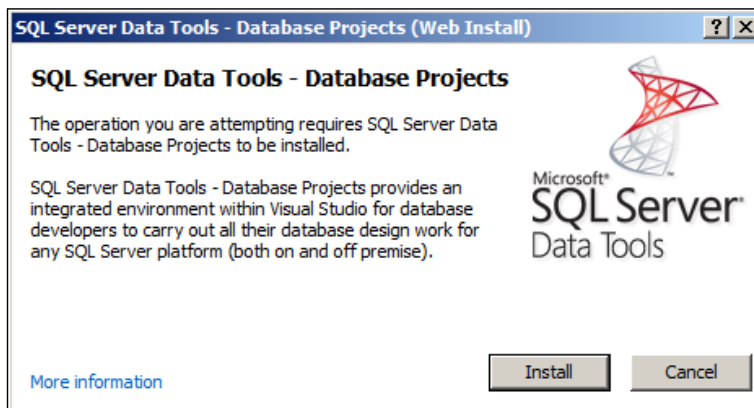 SQL Server Data Tools - Database Projects (Web Install)
SQL Server Data Tools - Database Projects
The operation you are attempting requires SQL Server Data
Tools - Database Projects to be installed.
SQL Server Data Tools - Database Projects provides an
integrated environment within Visual Studio for database
developers to carry out all their database design work for
any SQL Server platform (both on and off premise).
Microsoft®
SQL Server®
Data Tools
More information
Install
Cancel